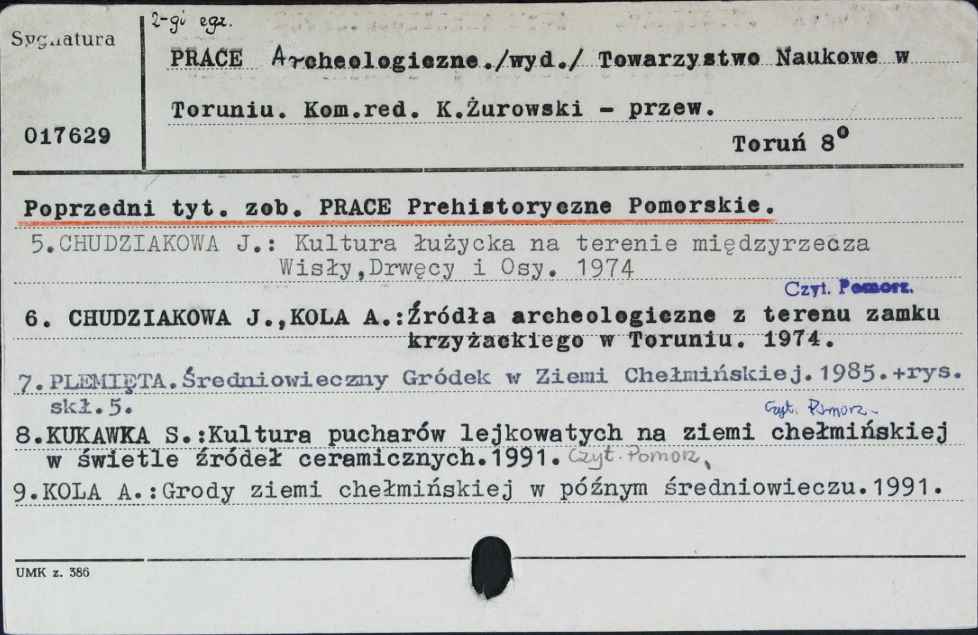 2-gi egz.
Sygnatura
PRACE Archeologiczne./wyd./ Towarzystwo Naukowe w
Toruniu. Kom.red. K.Żurowski - przew.
017629
Toruń 8°
Poprzedni tyt. zob. PRACE Prehistoryczne Pomorskie.
5.CHUDZIAKOWA J.: Kultura łużycka na terenie międzyrzecza
Wisły,Drwęcy i Osy. 1974
Czyt. Pomorz.
6. CHUDZIAKOWA J.,KOLA A.:Źródła archeologiczne z terenu zamku
krzyżackiego w Toruniu. 1974.
7.PLEMIĘTA.Średniowieczny Gródek w Ziemi Chełmińskiej.1985.+rys.
skł.5.
Czyt. Pomorz.
8.KUKAWKA S.:Kultura pucharów lejkowatych na ziemi chełmińskiej
w świetle źródeł ceramicznych.1991. Czyt. Pomorz.
9.KOLA A.:Grody ziemi chełmińskiej w późnym średniowieczu.1991.
UMK z. 386